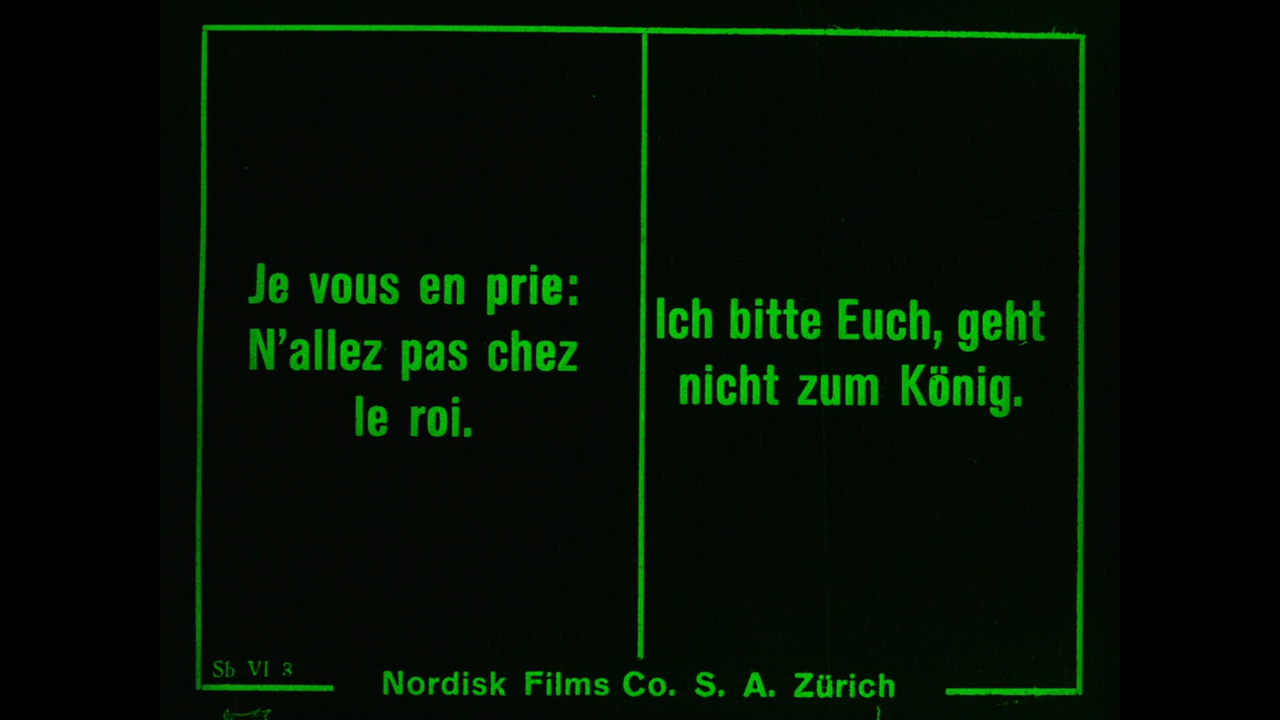 Je vous en prie:
N'allez pas chez
le roi.
Ich bitte Euch, geht
nicht zum König.
Sb VI 3
Nordisk Films Co. S. A. Zürich